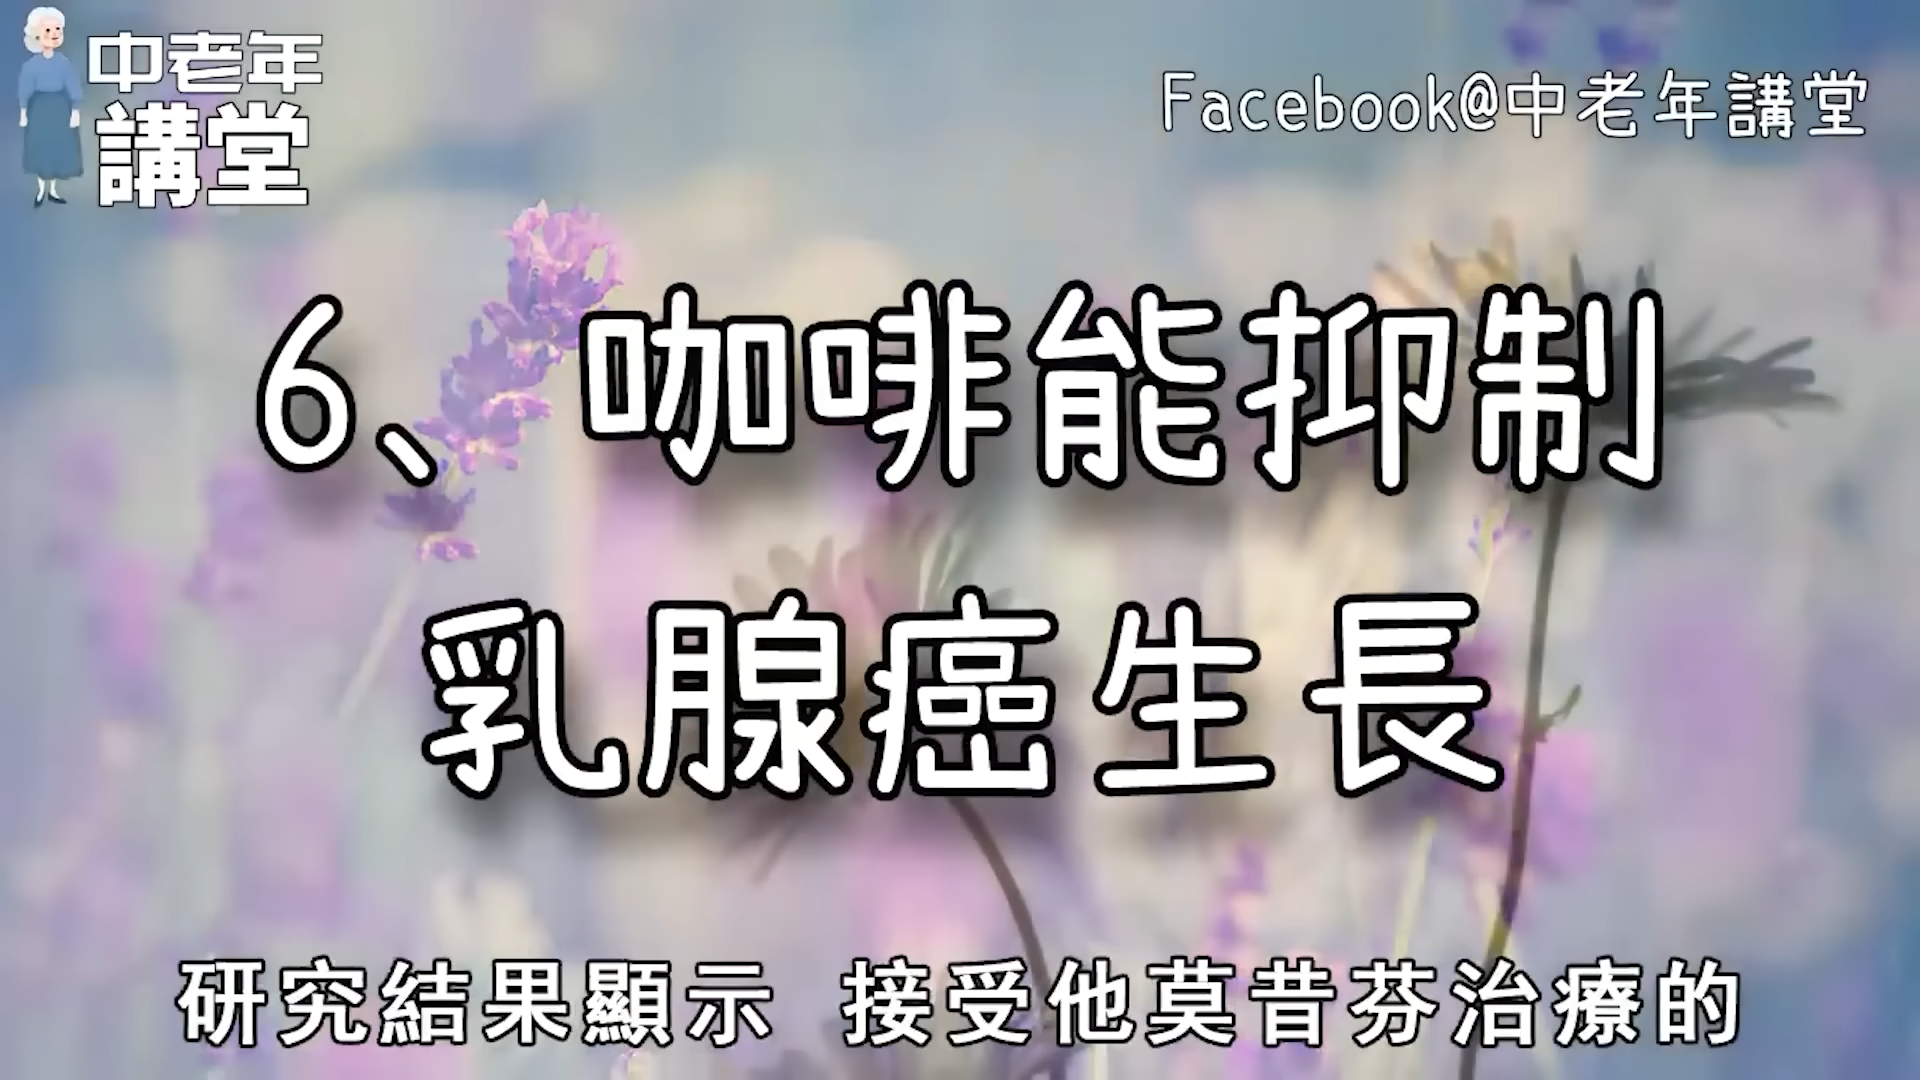 中老年
講堂
Facebook@中老年講堂
6、咖啡能抑制
乳腺癌生長
研究結果顯示 接受他莫昔芬治療的